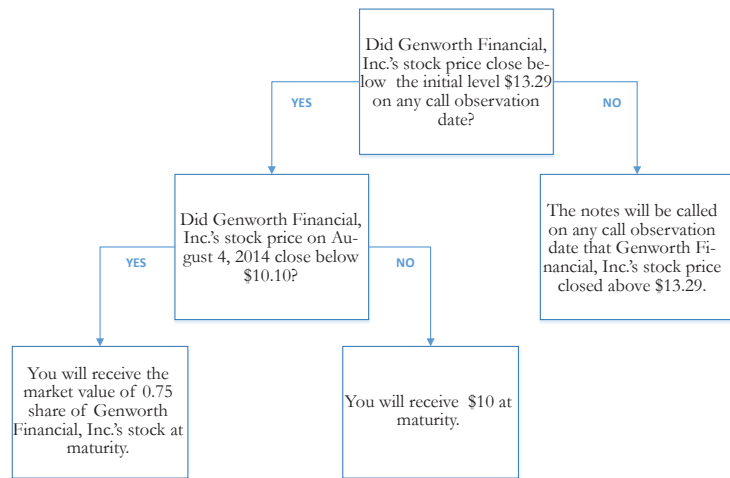 Did Genworth Financial,
Inc.'s stock price close be-
low the initial level $13.29
on any call observation
date?
YES
NO
Did Genworth Financial,
Inc.'s stock price on Au-
gust 4, 2014 close below
$10.10?
The notes will be called
on any call observation
date that Genworth Fi-
nancial, Inc.'s stock price
closed above $13.29.
YES
NO
You will receive the
market value of 0.75
share of Genworth
Financial, Inc.'s stock at
maturity.
You will receive $10 at
maturity.